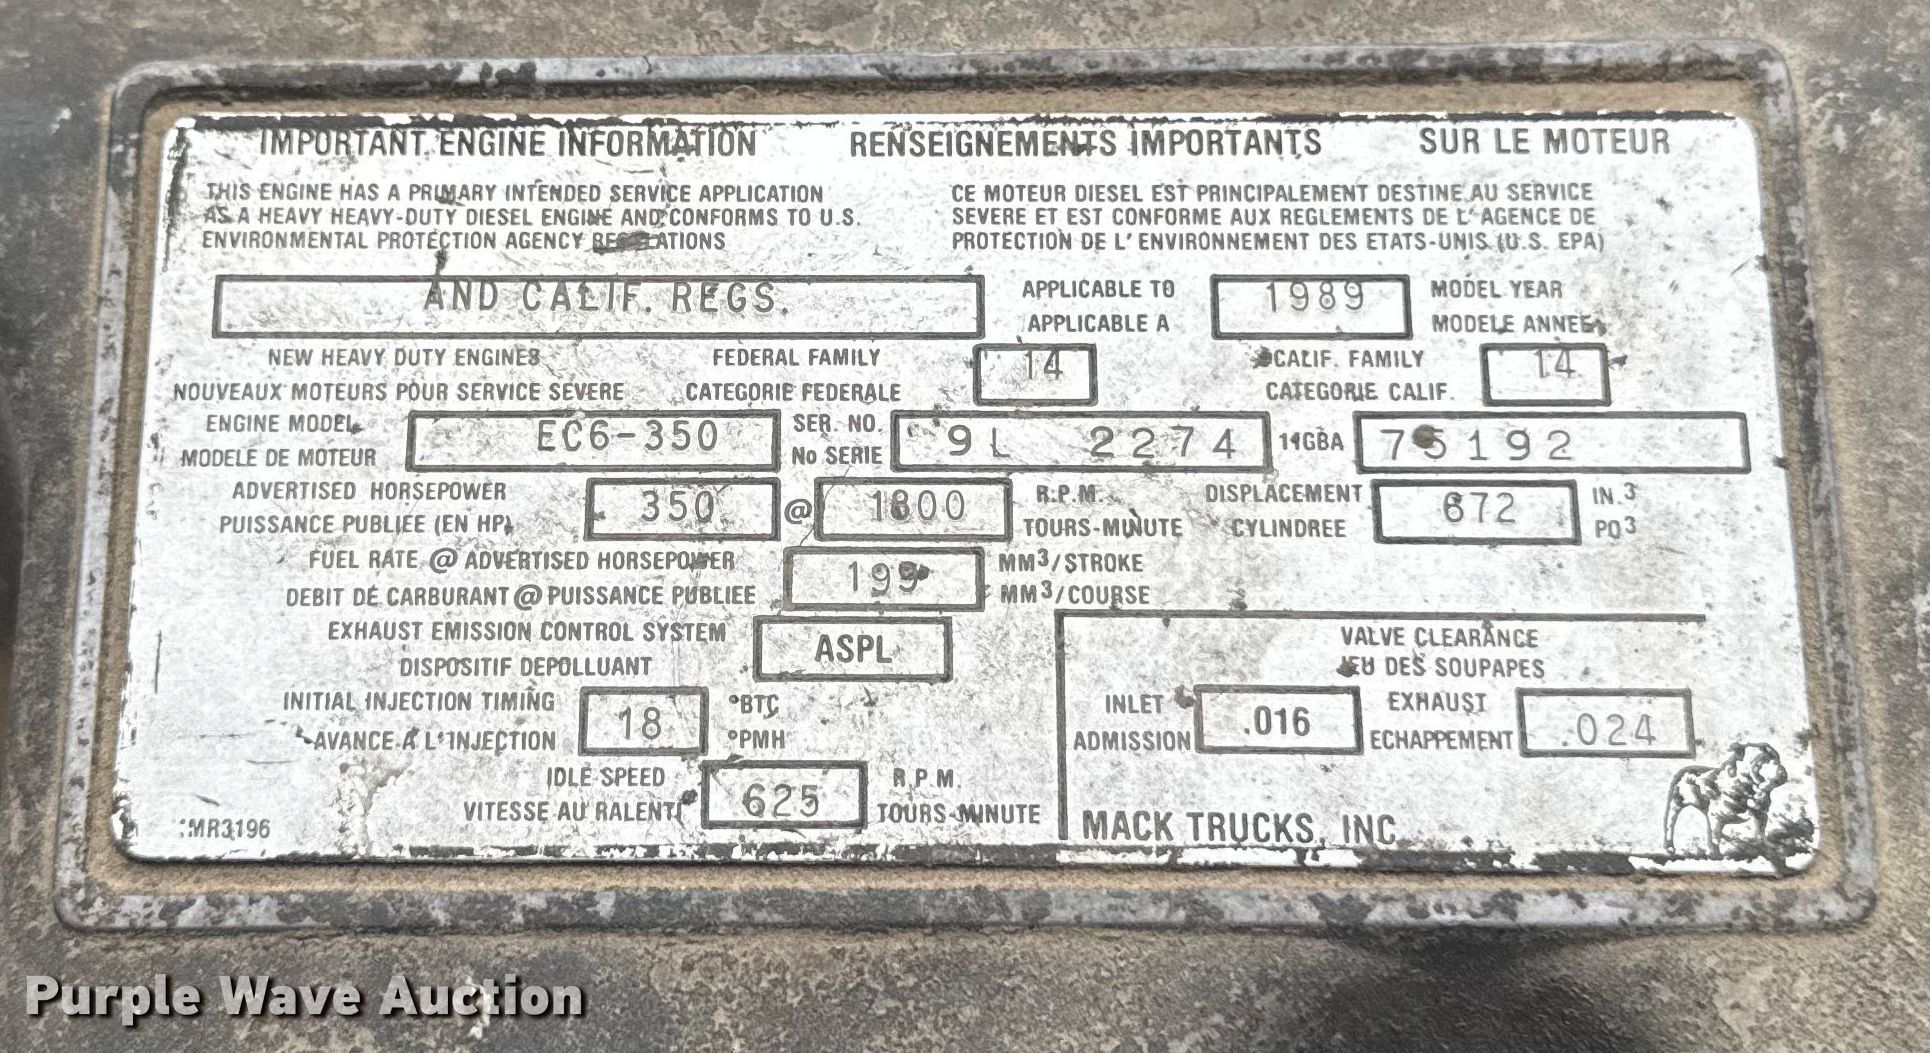 IMPORTANT ENGINE INFORMATION RENSEIGNEMENTS IMPORTANTS SUR LE MOTEUR
THIS ENGINE HAS A PRIMARY INTENDED SERVICE APPLICATION
AS A HEAVY HEAVY-DUTY DIESEL ENGINE AND CONFORMS TO U.S.
ENVIRONMENTAL PROTECTION AGENCY REGULATIONS
CE MOTEUR DIESEL EST PRINCIPALEMENT DESTINE AU SERVICE
SEVERE ET EST CONFORME AUX REGLEMENTS DE L'AGENCE DE
PROTECTION DE L'ENVIRONNEMENT DES ETATS-UNIS (U.S. EPA)
AND CALIF. REGS. APPLICABLE TO 1989 MODEL YEAR
APPLICABLE A MODELE ANNEE
NEW HEAVY DUTY ENGINES FEDERAL FAMILY 14 CALIF. FAMILY 14
NOUVEAUX MOTEURS POUR SERVICE SEVERE CATEGORIE FEDERALE CATEGORIE CALIF.
ENGINE MODEL EC6-350 SER. NO. 9L 2274 11GBA 75192
MODELE DE MOTEUR No SERIE
ADVERTISED HORSEPOWER 350 @ 1800 R.P.M. DISPLACEMENT 672 IN.3
PUISSANCE PUBLIEE (EN HP) TOURS-MINUTE CYLINDREE PO3
FUEL RATE @ ADVERTISED HORSEPOWER 199 MM3/STROKE
DEBIT DE CARBURANT @ PUISSANCE PUBLIEE MM3/COURSE
EXHAUST EMISSION CONTROL SYSTEM ASPL
DISPOSITIF DEPOLLUANT
VALVE CLEARANCE
JEU DES SOUPAPES
INITIAL INJECTION TIMING 18 °BTC
AVANCE A L'INJECTION °PMH
INLET .016 EXHAUST .024
ADMISSION ECHAPPEMENT
IDLE SPEED 625 R.P.M.
VITESSE AU RALENTI TOURS-MINUTE
MR3196
MACK TRUCKS, INC
Purple Wave Auction